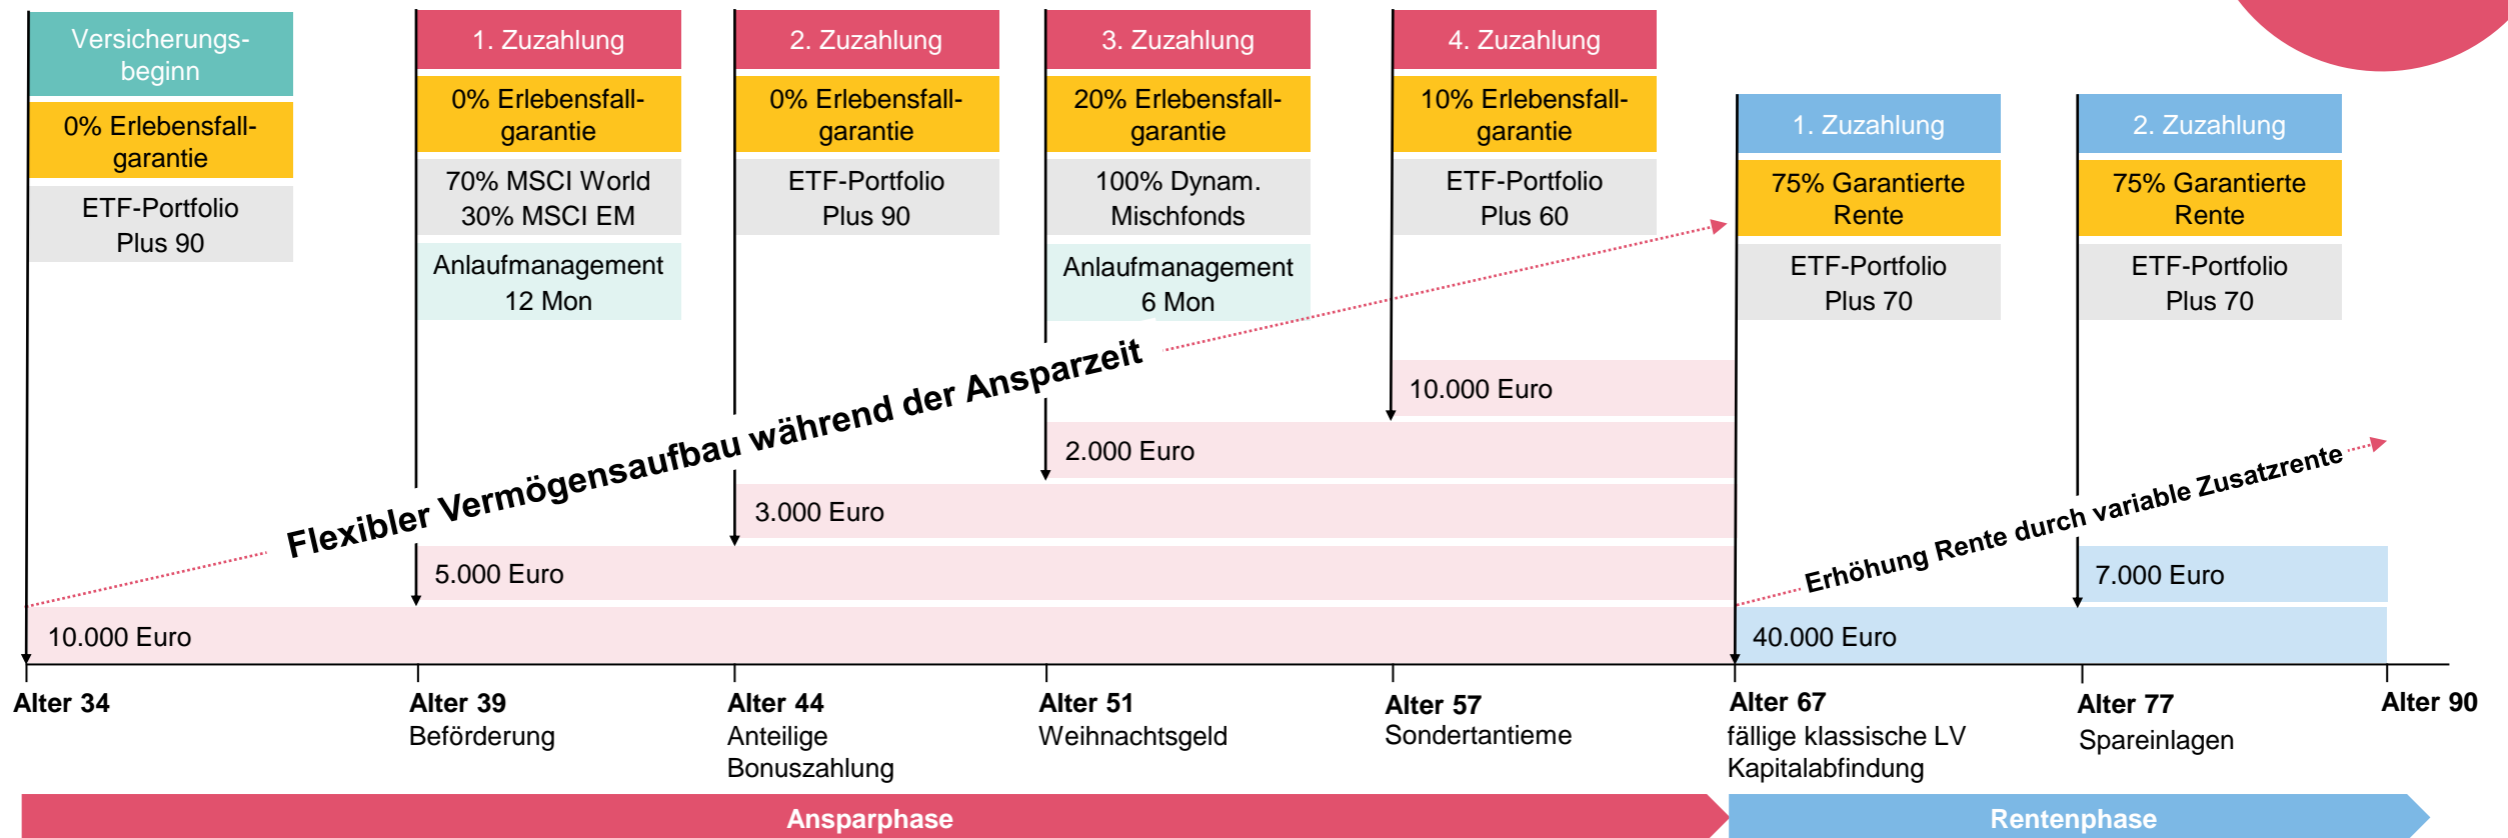 Versicherungs-
beginn
0% Erlebensfall-
garantie
ETF-Portfolio
Plus 90
1. Zuzahlung
0% Erlebensfall-
garantie
70% MSCI World
30% MSCI EM
Anlaufmanagement
12 Mon
2. Zuzahlung
0% Erlebensfall-
garantie
ETF-Portfolio
Plus 90
3. Zuzahlung
20% Erlebensfall-
garantie
100% Dynam.
Mischfonds
Anlaufmanagement
6 Mon
4. Zuzahlung
10% Erlebensfall-
garantie
ETF-Portfolio
Plus 60
1. Zuzahlung
75% Garantierte
Rente
ETF-Portfolio
Plus 70
2. Zuzahlung
75% Garantierte
Rente
ETF-Portfolio
Plus 70
Flexibler Vermögensaufbau während der Ansparzeit
Erhöhung Rente durch variable Zusatzrente
10.000 Euro
2.000 Euro
3.000 Euro
5.000 Euro
7.000 Euro
10.000 Euro
40.000 Euro
Alter 34
Alter 39
Beförderung
Alter 44
Anteilige
Bonuszahlung
Alter 51
Weihnachtsgeld
Alter 57
Sondertantieme
Alter 67
fällige klassische LV
Kapitalabfindung
Alter 77
Spareinlagen
Alter 90
Ansparphase
Rentenphase